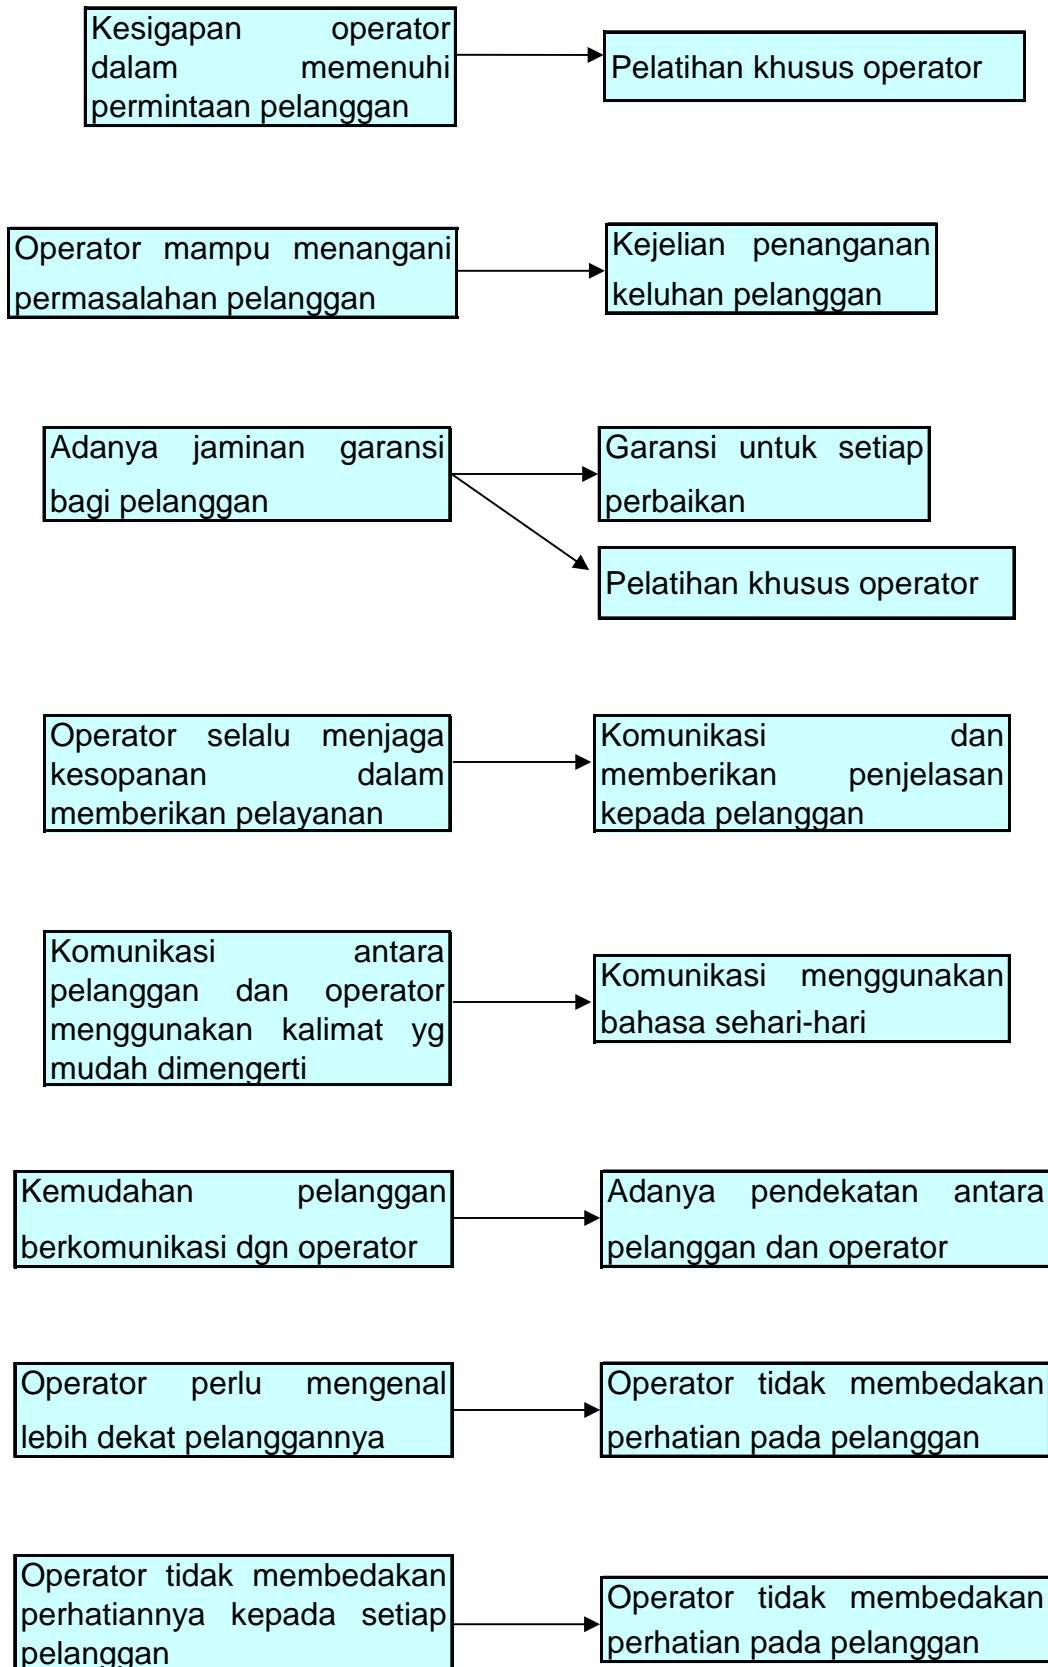 Kesigapan operator
dalam memenuhi
permintaan pelanggan
Pelatihan khusus operator
Operator mampu menangani
permasalahan pelanggan
Kejelian penanganan
keluhan pelanggan
Adanya jaminan garansi
bagi pelanggan
Garansi untuk setiap
perbaikan
Pelatihan khusus operator
Operator selalu menjaga
kesopanan dalam
memberikan pelayanan
Komunikasi dan
memberikan penjelasan
kepada pelanggan
Komunikasi antara
pelanggan dan operator
menggunakan kalimat yg
mudah dimengerti
Komunikasi menggunakan
bahasa sehari-hari
Kemudahan pelanggan
berkomunikasi dgn operator
Adanya pendekatan antara
pelanggan dan operator
Operator perlu mengenal
lebih dekat pelanggannya
Operator tidak membedakan
perhatian pada pelanggan
Operator tidak membedakan
perhatiannya kepada setiap
pelanggan
Operator tidak membedakan
perhatian pada pelanggan